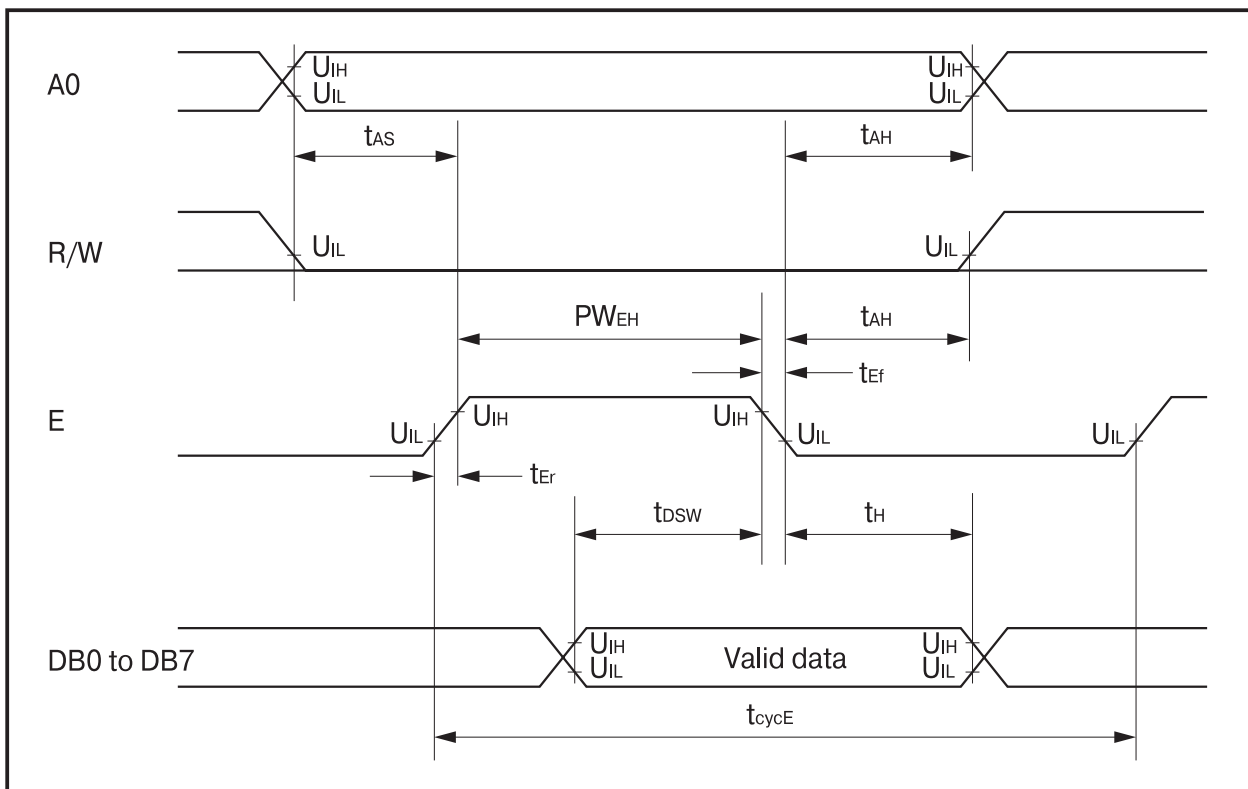 A0
UIH
UIL
UIH
UIL
tAS
tAH
R/W
UIL
UIL
PWEH
tAH
tEf
E
UIL
UIH
UIH
UIL
UIL
tEr
tDSW
tH
DB0 to DB7
UIH
UIL
Valid data
UIH
UIL
tcycE